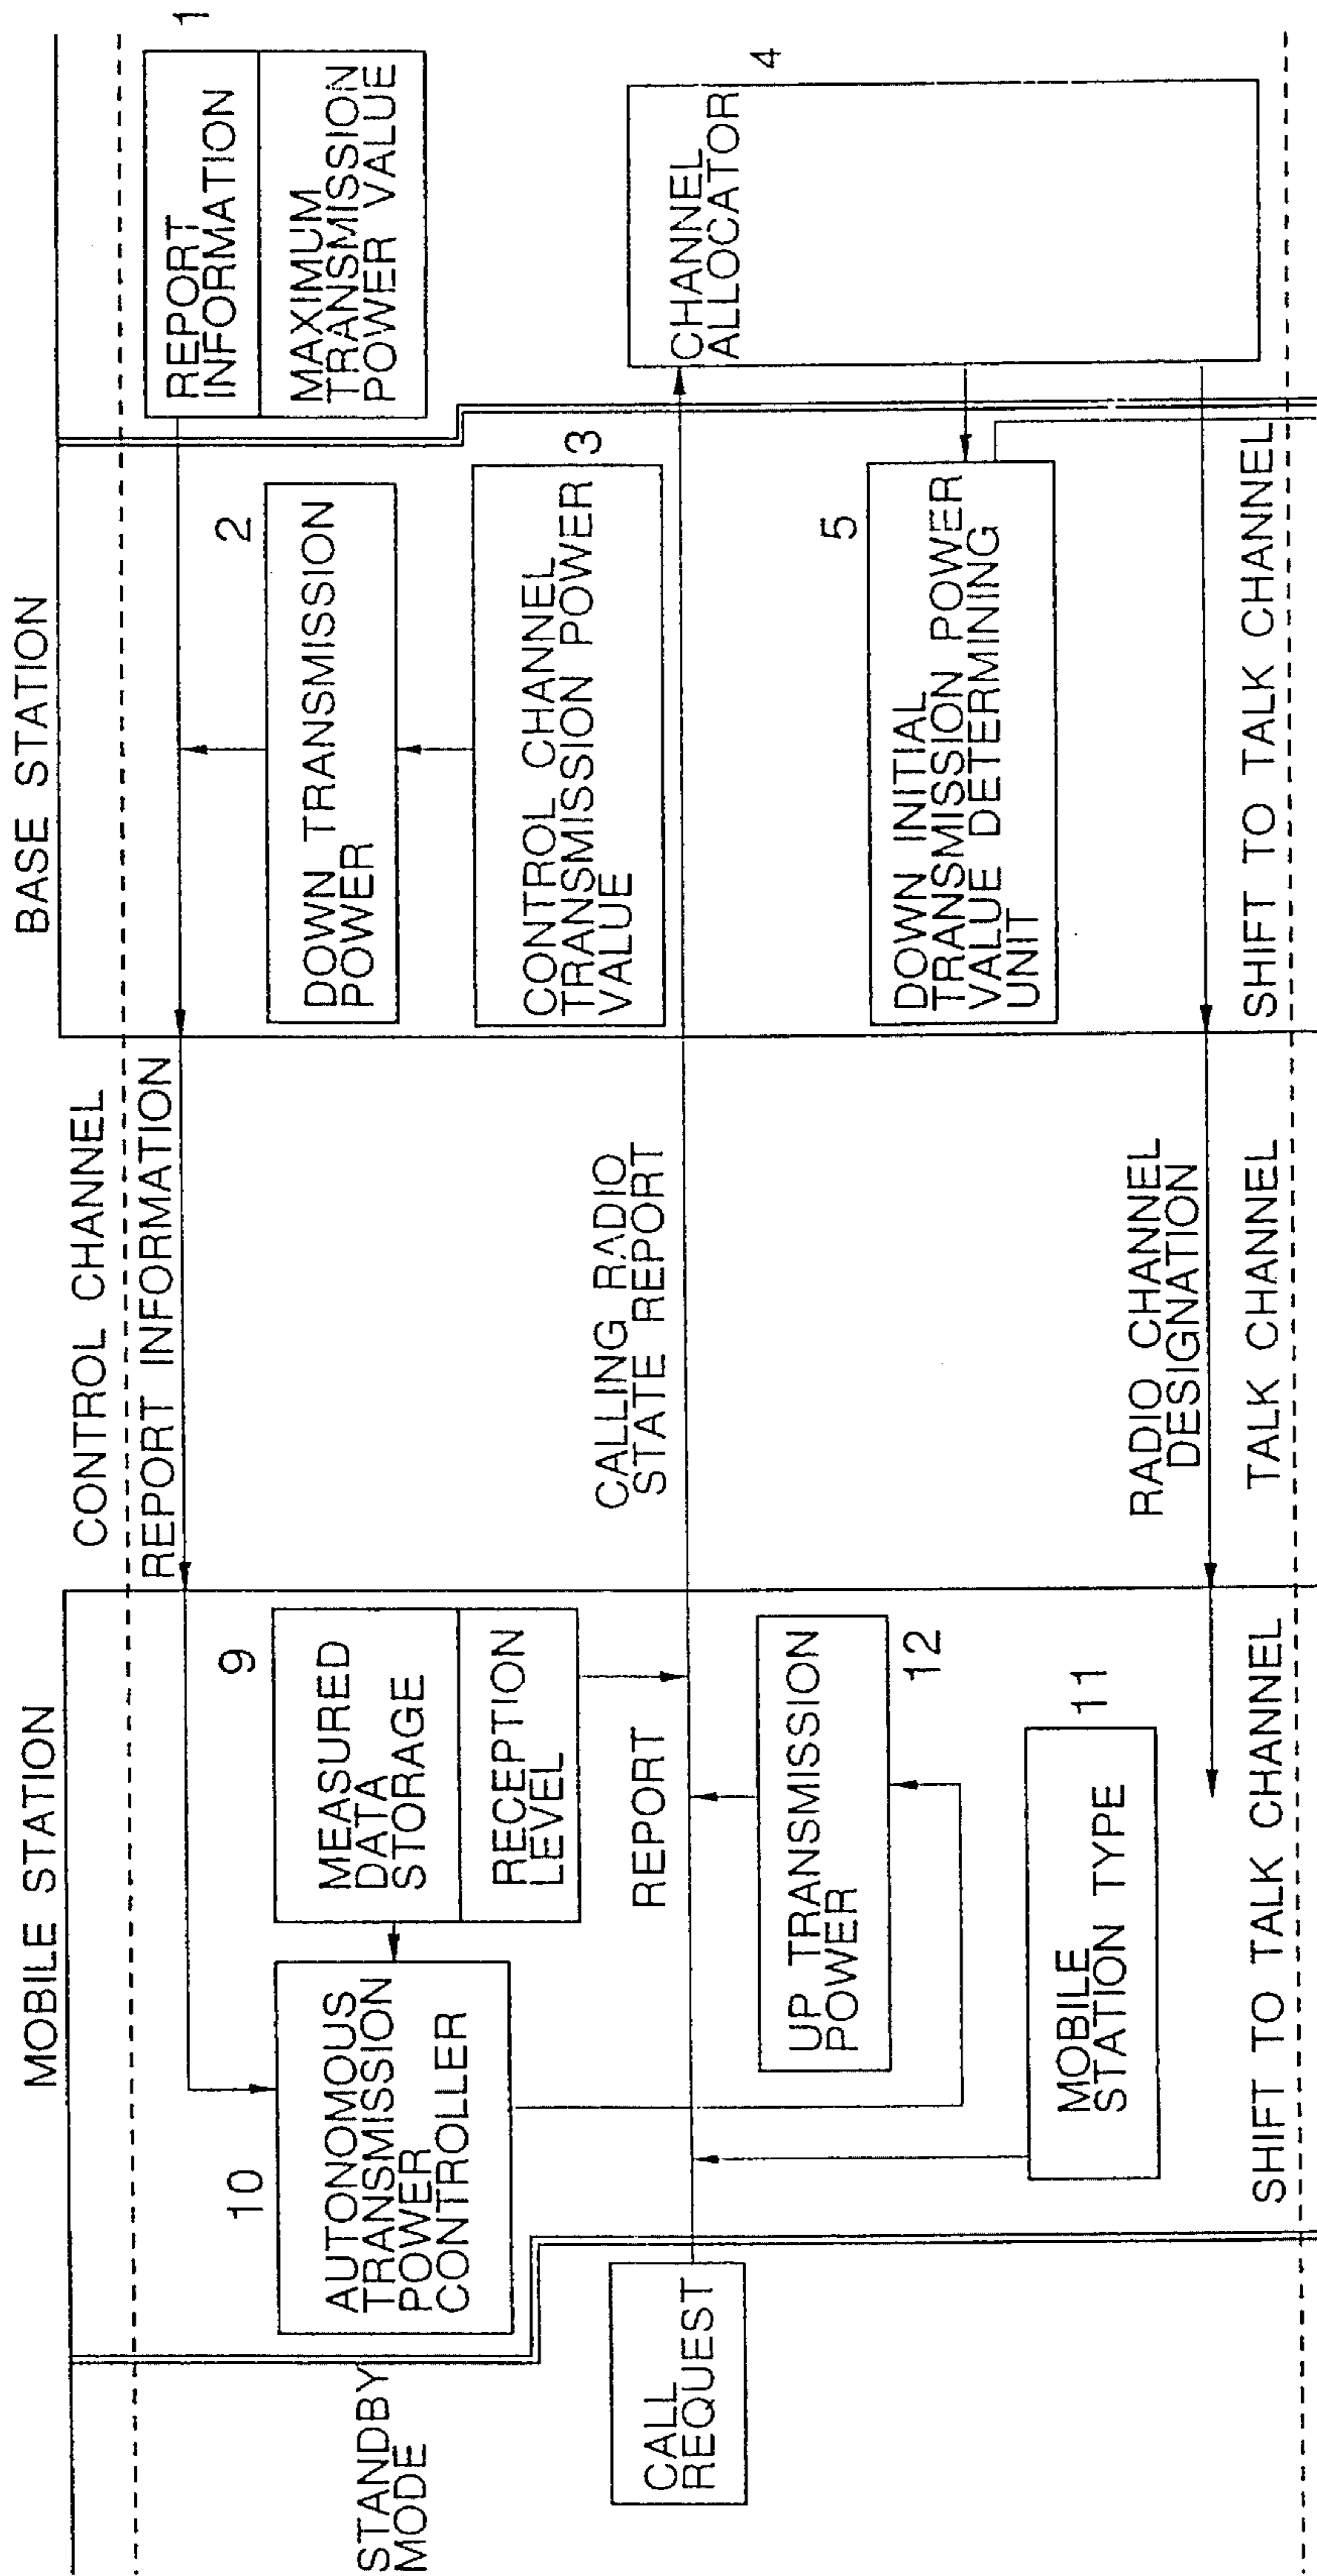 MOBILE STATION
BASE STATION
CONTROL CHANNEL
REPORT INFORMATION
STANDBY
MODE
10
AUTONOMOUS
TRANSMISSION
POWER
CONTROLLER
9
MEASURED
DATA
STORAGE
RECEPTION
LEVEL
2
DOWN TRANSMISSION
POWER
1
REPORT
INFORMATION
MAXIMUM
TRANSMISSION
POWER VALUE
CONTROL CHANNEL
TRANSMISSION POWER
VALUE
3
CALL
REQUEST
REPORT
CALLING RADIO
STATE REPORT
CHANNEL
ALLOCATOR
4
UP TRANSMISSION
POWER
12
5
DOWN INITIAL
TRANSMISSION POWER
VALUE DETERMINING
UNIT
MOBILE
STATION TYPE
11
RADIO CHANNEL
DESIGNATION
SHIFT TO TALK CHANNEL
TALK CHANNEL
SHIFT TO TALK CHANNEL